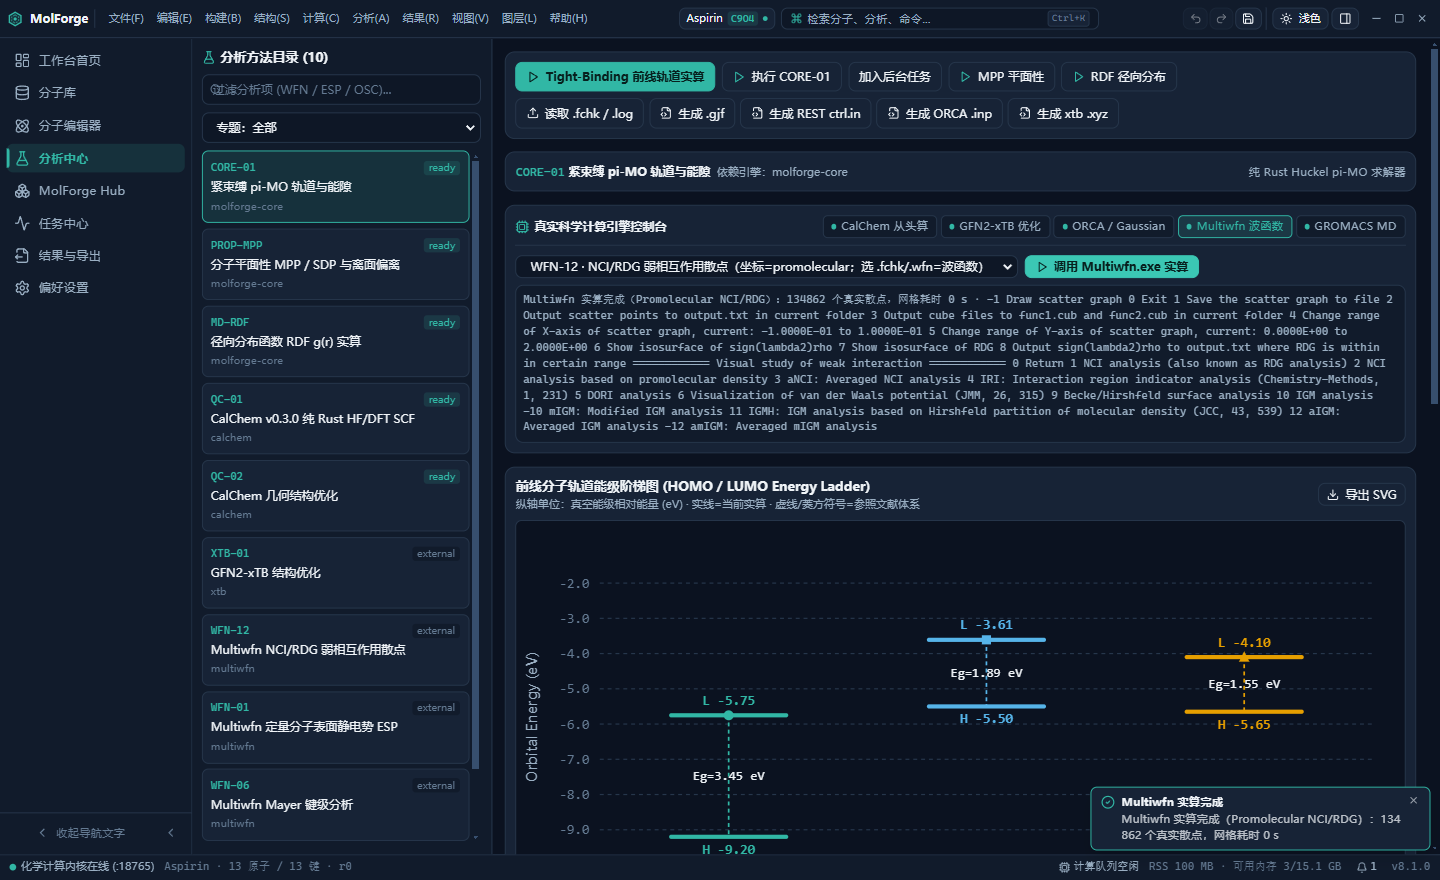 MolForge 文件(F) 编辑(E) 构建(B) 结构(S) 计算(C) 分析(A) 结果(R) 视图(V) 图层(L) 帮助(H) Aspirin C9O4 检索分子、分析、命令... Ctrl+K 浅色
工作台首页
分子库
分子编辑器
分析中心
MolForge Hub
任务中心
结果与导出
偏好设置
收起导航文字
分析方法目录 (10)
过滤分析项 (WFN / ESP / OSC)...
专题：全部
CORE-01 ready
紧束缚 pi-MO 轨道与能隙
molforge-core
PROP-MPP ready
分子平面性 MPP / SDP 与离面偏离
molforge-core
MD-RDF ready
径向分布函数 RDF g(r) 实算
molforge-core
QC-01 ready
CalChem v0.3.0 纯 Rust HF/DFT SCF
calchem
QC-02 ready
CalChem 几何结构优化
calchem
XTB-01 external
GFN2-xTB 结构优化
xtb
WFN-12 external
Multiwfn NCI/RDG 弱相互作用散点
multiwfn
WFN-01 external
Multiwfn 定量分子表面静电势 ESP
multiwfn
WFN-06 external
Multiwfn Mayer 键级分析
multiwfn
Tight-Binding 前线轨道实算 执行 CORE-01 加入后台任务 MPP 平面性 RDF 径向分布
读取 .fchk / .log 生成 .gjf 生成 REST ctrl.in 生成 ORCA .inp 生成 xtb .xyz
CORE-01 紧束缚 pi-MO 轨道与能隙 依赖引擎：molforge-core 纯 Rust Huckel pi-MO 求解器
真实科学计算引擎控制台 CalChem 从头算 GFN2-xTB 优化 ORCA / Gaussian Multiwfn 波函数 GROMACS MD
WFN-12 · NCI/RDG 弱相互作用散点（坐标=promolecular；选 .fchk/.wfn=波函数） 调用 Multiwfn.exe 实算
Multiwfn 实算完成（Promolecular NCI/RDG）：134862 个真实散点，网格耗时 0 s · -1 Draw scatter graph 0 Exit 1 Save the scatter graph to file 2
Output scatter points to output.txt in current folder 3 Output cube files to func1.cub and func2.cub in current folder 4 Change range
of X-axis of scatter graph, current: -1.0000E-01 to 1.0000E-01 5 Change range of Y-axis of scatter graph, current: 0.0000E+00 to
2.0000E+00 6 Show isosurface of sign(lambda2)rho 7 Show isosurface of RDG 8 Output sign(lambda2)rho to output.txt where RDG is within
in certain range ============ Visual study of weak interaction ============ 0 Return 1 NCI analysis (also known as RDG analysis) 2 NCI
analysis based on promolecular density 3 aNCI: Averaged NCI analysis 4 IRI: Interaction region indicator analysis (Chemistry-Methods,
1, 231) 5 DORI analysis 6 Visualization of van der Waals potential (JMM, 26, 315) 9 Becke/Hirshfeld surface analysis 10 IGM analysis
-10 mIGM: Modified IGM analysis 11 IGMH: IGM analysis based on Hirshfeld partition of molecular density (JCC, 43, 539) 12 aIGM:
Averaged IGM analysis -12 amIGM: Averaged mIGM analysis
前线分子轨道能级阶梯图 (HOMO / LUMO Energy Ladder)
纵轴单位：真空能级相对能量 (eV) · 实线=当前实算 · 虚线/菱方符号=参照文献体系
导出 SVG
Orbital Energy (eV)
-2.0
-3.0
-4.0
-5.0
-6.0
-7.0
-8.0
-9.0
L -5.75
Eg=3.45 eV
H -9.20
L -3.61
Eg=1.89 eV
H -5.50
L -4.10
Eg=1.55 eV
H -5.65
Multiwfn 实算完成
Multiwfn 实算完成（Promolecular NCI/RDG）：134
862 个真实散点，网格耗时 0 s
化学计算内核在线 (:18765) Aspirin · 13 原子 / 13 键 · r0 计算队列空闲 RSS 100 MB · 可用内存 3/15.1 GB 1 v8.1.0